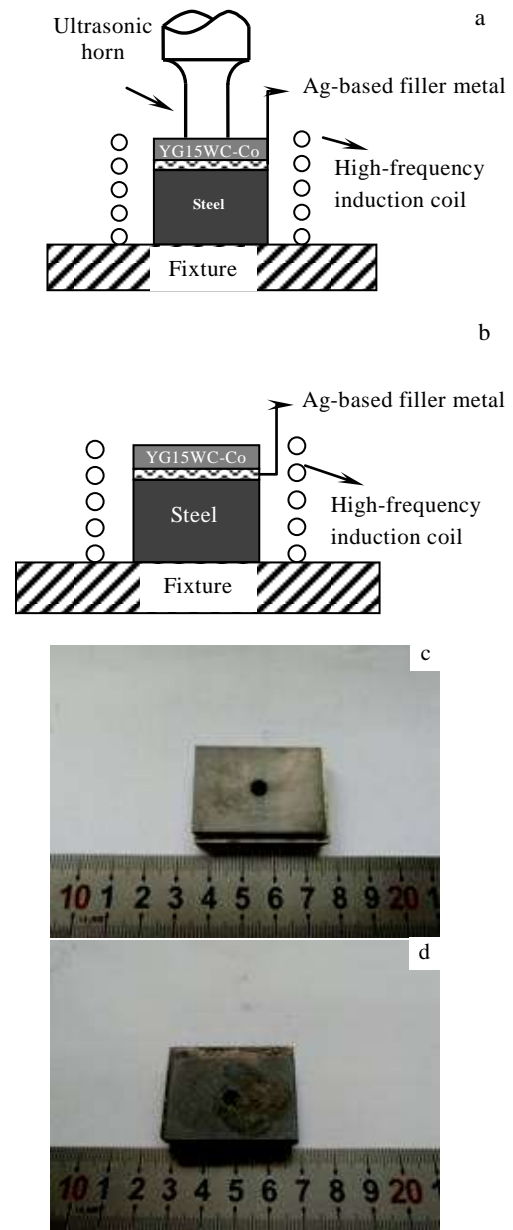 a
Ultrasonic
horn
Ag-based filler metal
YG15WC-Co
High-frequency
induction coil
Steel
Fixture
b
Ag-based filler metal
YG15WC-Co
High-frequency
induction coil
Steel
Fixture
c
10 1 2 3 4 5 6 7 8 9 20 1
d
10 1 2 3 4 5 6 7 8 9 20